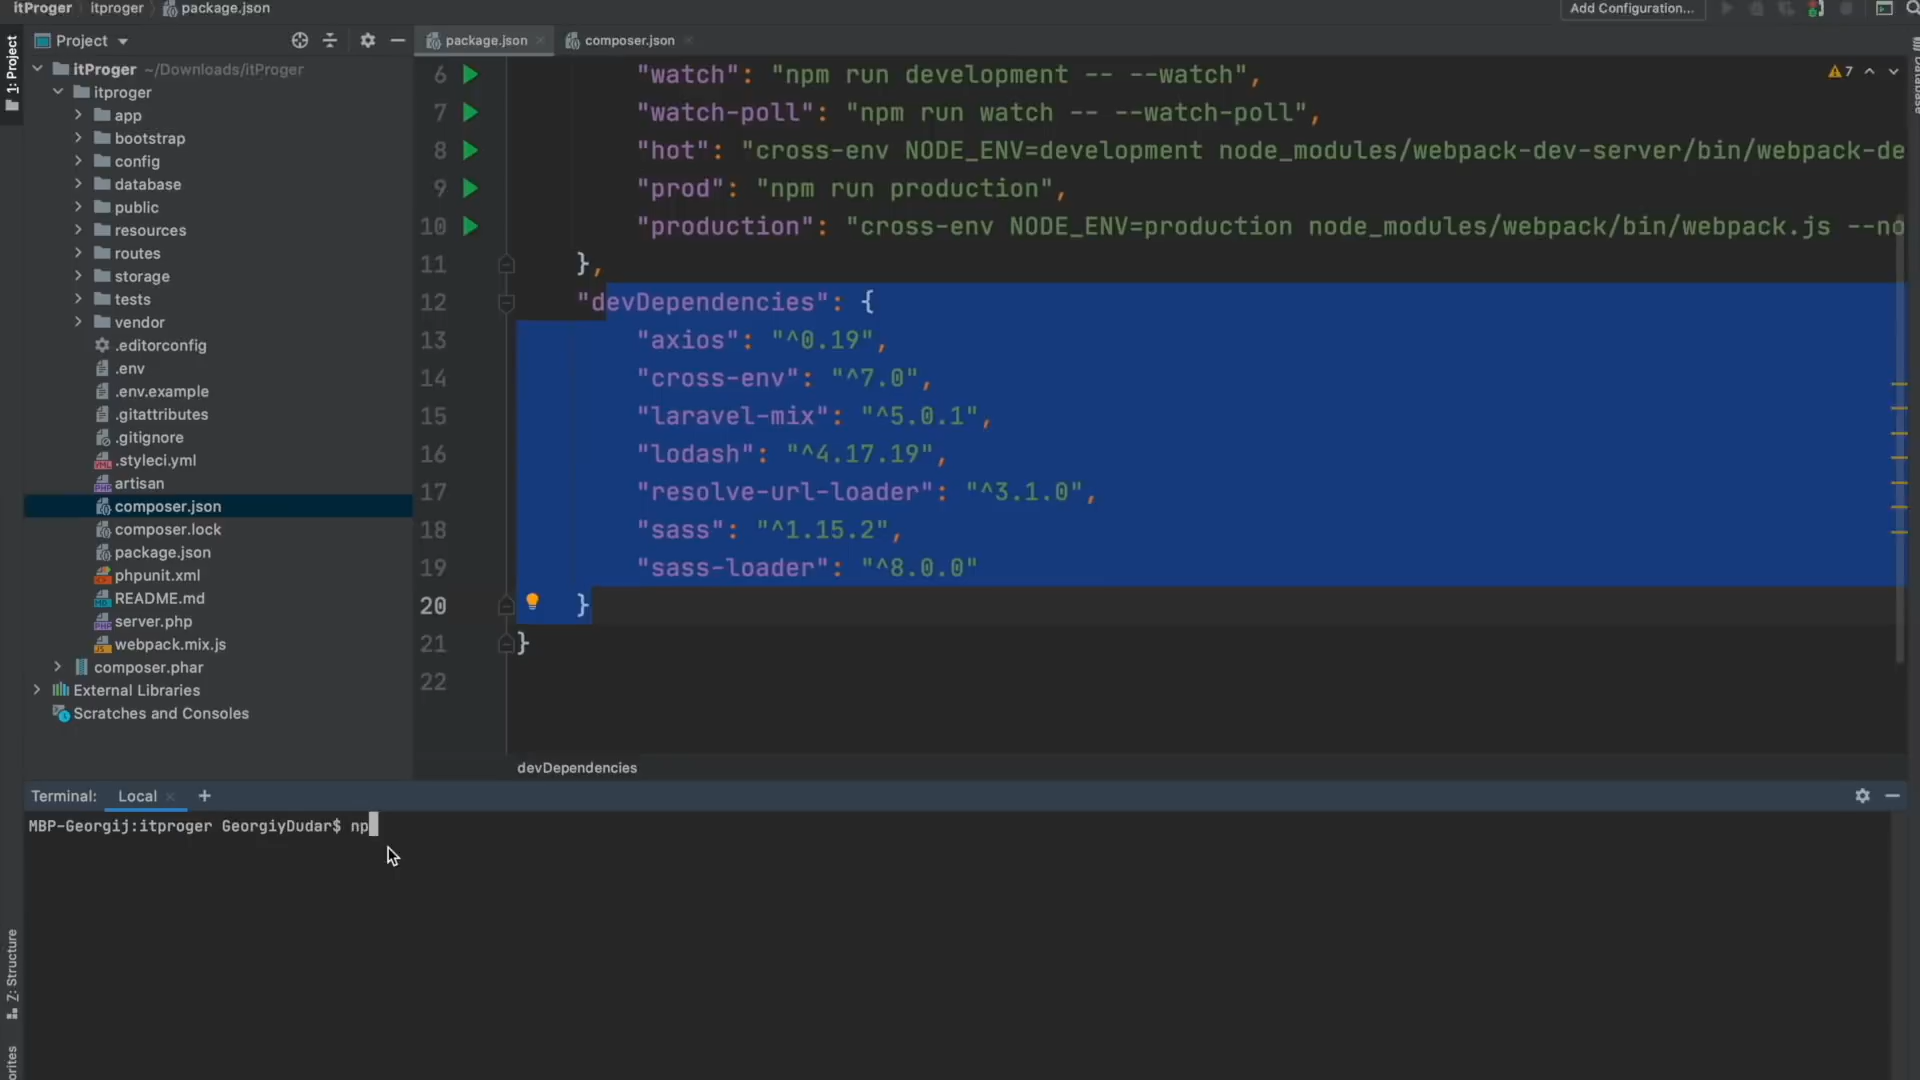 itProger itproger package.json Add Configuration...
1: Project
Project
package.json composer.json
Database
itProger ~/Downloads/itProger
itproger
app
bootstrap
config
database
public
resources
routes
storage
tests
vendor
.editorconfig
.env
.env.example
.gitattributes
.gitignore
.styleci.yml
artisan
composer.json
composer.lock
package.json
phpunit.xml
README.md
server.php
webpack.mix.js
composer.phar
External Libraries
Scratches and Consoles
7
6 "watch": "npm run development -- --watch",
7 "watch-poll": "npm run watch -- --watch-poll",
8 "hot": "cross-env NODE_ENV=development node_modules/webpack-dev-server/bin/webpack-de
9 "prod": "npm run production",
10 "production": "cross-env NODE_ENV=production node_modules/webpack/bin/webpack.js --no
11 },
12 "devDependencies": {
13 "axios": "^0.19",
14 "cross-env": "^7.0",
15 "laravel-mix": "^5.0.1",
16 "lodash": "^4.17.19",
17 "resolve-url-loader": "^3.1.0",
18 "sass": "^1.15.2",
19 "sass-loader": "^8.0.0"
20 }
21 }
22
devDependencies
Terminal: Local +
MBP-Georgij:itproger GeorgiyDudar$ np
Z: Structure